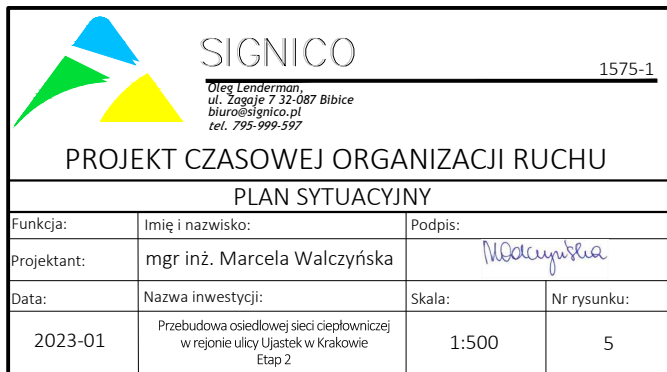 SIGNICO
1575-1
Oleg Lenderman,
ul. Zagaje 7 32-087 Bibice
biuro@signico.pl
tel. 795-999-597
PROJEKT CZASOWEJ ORGANIZACJI RUCHU
PLAN SYTUACYJNY
Funkcja: Imię i nazwisko: Podpis:
Projektant: mgr inż. Marcela Walczyńska
Data: Nazwa inwestycji: Skala: Nr rysunku:
Przebudowa osiedlowej sieci ciepłowniczej
2023-01 w rejonie ulicy Ujastek w Krakowie 1:500 5
Etap 2